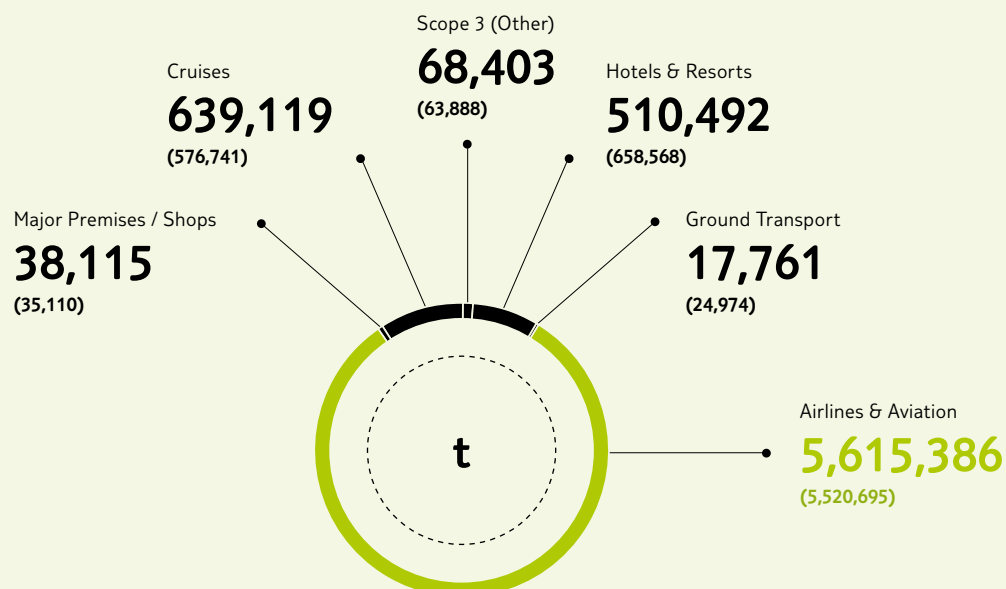 Scope 3 (Other)
68,403
(63,888)
Cruises
639,119
(576,741)
Hotels & Resorts
510,492
(658,568)
Major Premises / Shops
38,115
(35,110)
Ground Transport
17,761
(24,974)
Airlines & Aviation
5,615,386
(5,520,695)
t